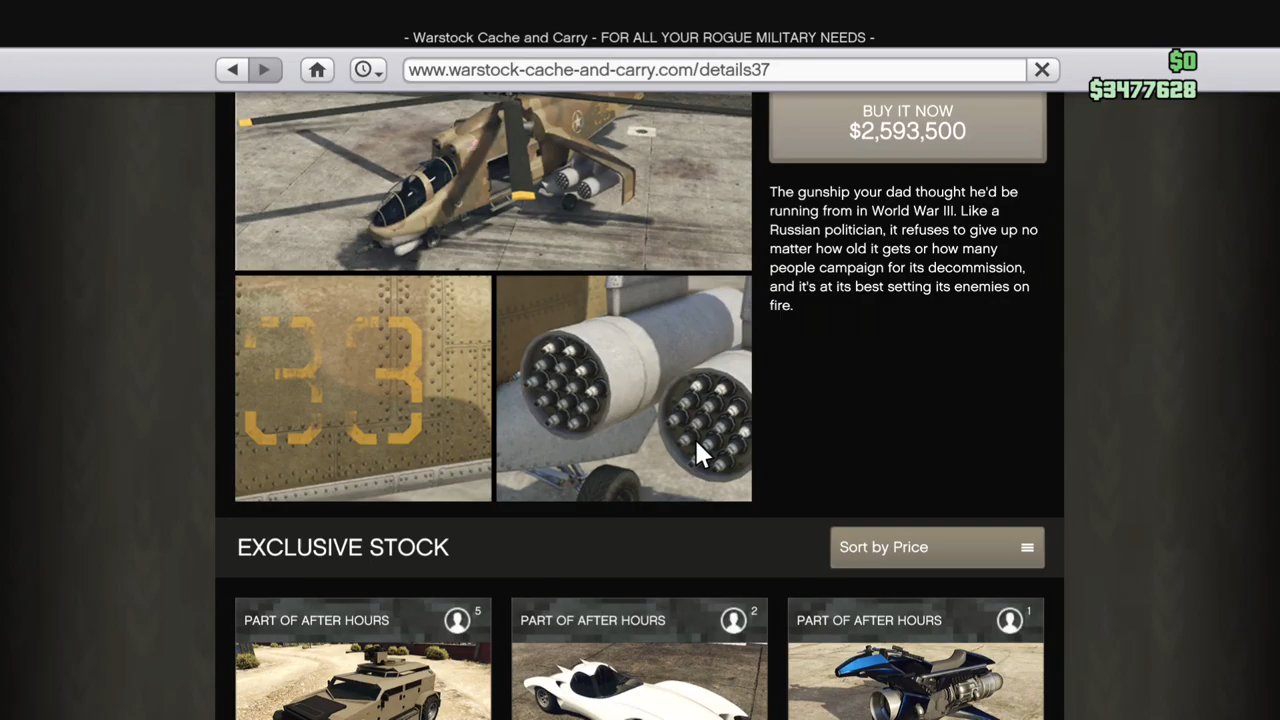 - Warstock Cache and Carry - FOR ALL YOUR ROGUE MILITARY NEEDS -
www.warstock-cache-and-carry.com/details37
$0
$3477628
BUY IT NOW
$2,593,500
The gunship your dad thought he'd be
running from in World War III. Like a
Russian politician, it refuses to give up no
matter how old it gets or how many
people campaign for its decommission,
and it's at its best setting its enemies on
fire.
33
EXCLUSIVE STOCK
Sort by Price
PART OF AFTER HOURS 5
PART OF AFTER HOURS 2
PART OF AFTER HOURS 1